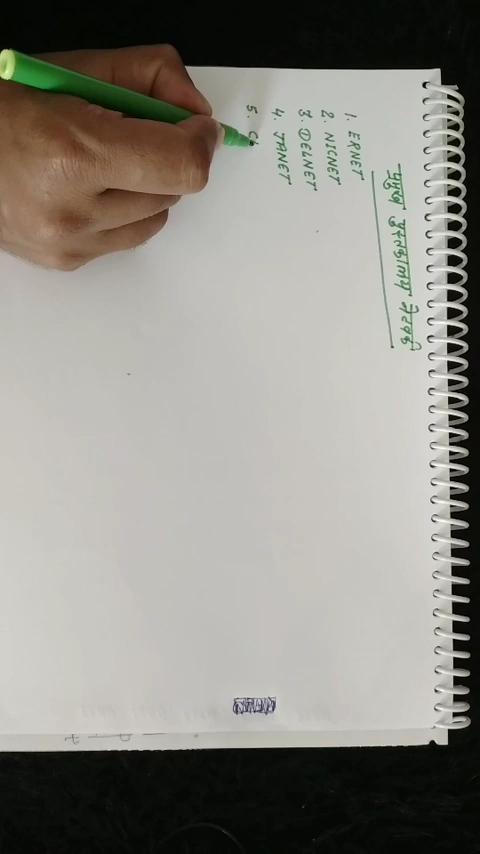 प्रमुख पुस्तकालय नेटवर्क
1. ERNET
2. NICNET
3. DELNET
4. JANET
5. C